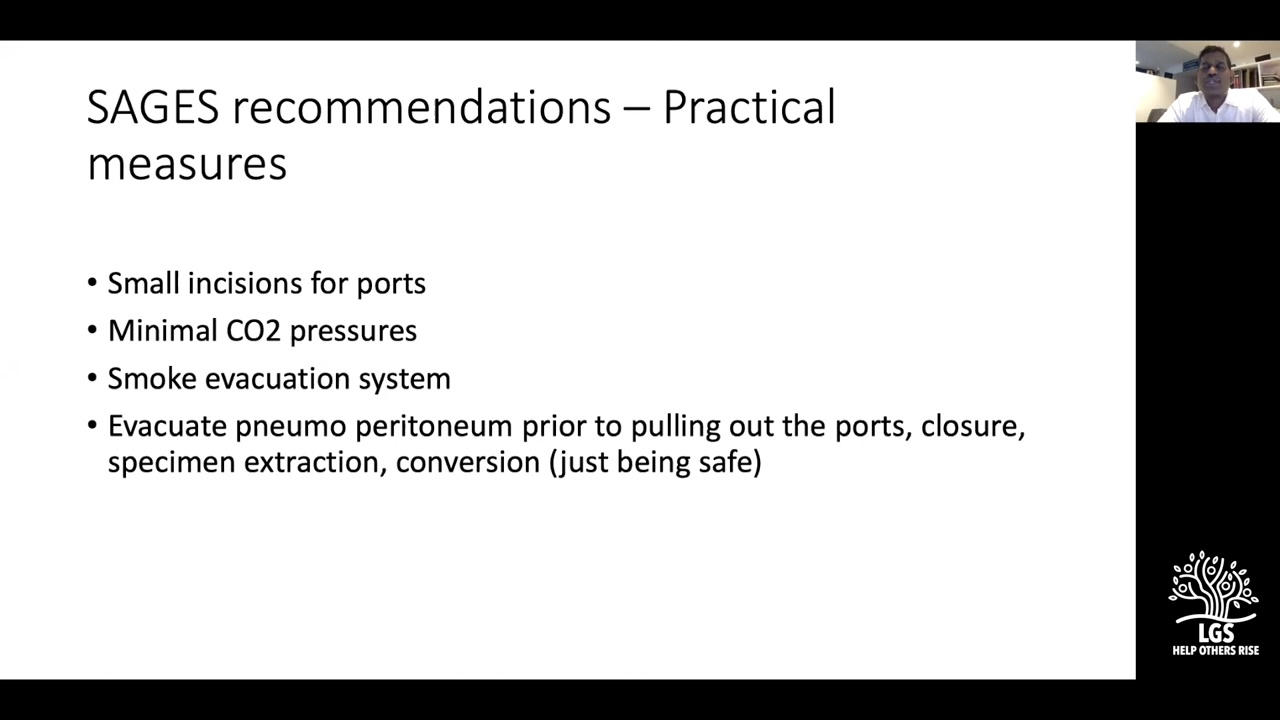 SAGES recommendations – Practical
measures
• Small incisions for ports
• Minimal CO2 pressures
• Smoke evacuation system
• Evacuate pneumo peritoneum prior to pulling out the ports, closure,
specimen extraction, conversion (just being safe)
LGS
HELP OTHERS RISE